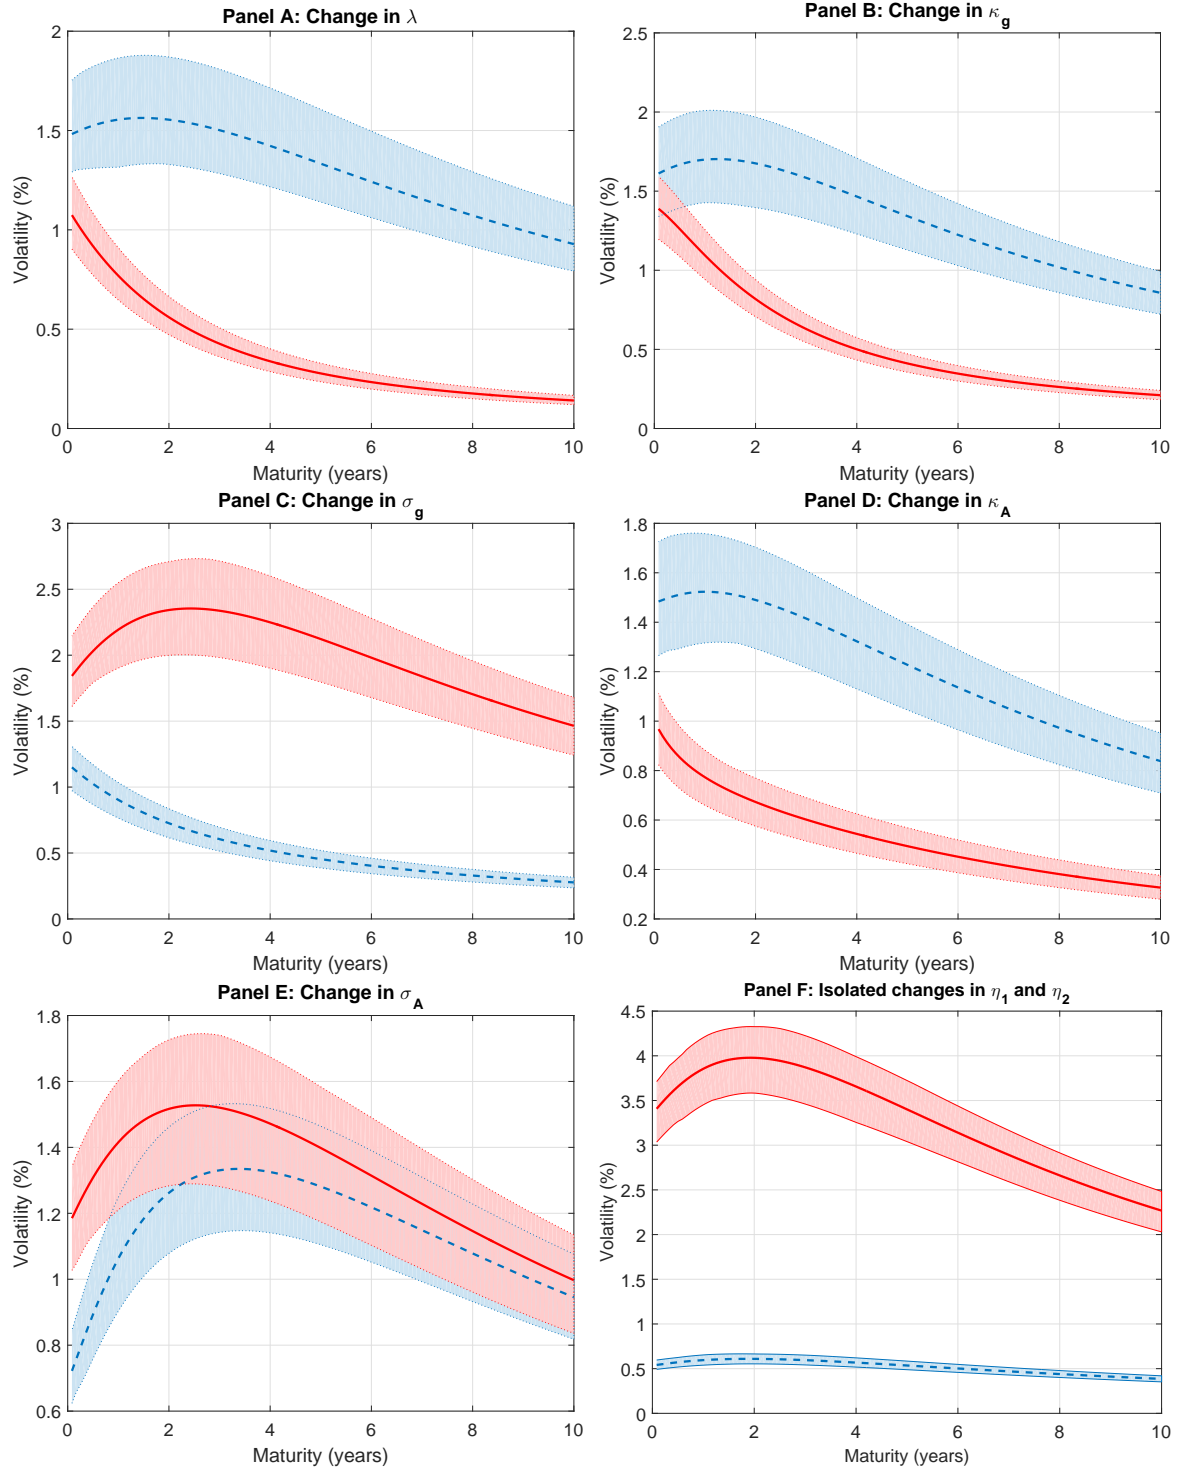 Panel A: Change in λ
2
1.5
1
0.5
0
Volatility (%)
0 2 4 6 8 10
Maturity (years)
Panel B: Change in κg
2.5
2
1.5
1
0.5
0
Volatility (%)
0 2 4 6 8 10
Maturity (years)
Panel C: Change in σg
3
2.5
2
1.5
1
0.5
0
Volatility (%)
0 2 4 6 8 10
Maturity (years)
Panel D: Change in κA
1.8
1.6
1.4
1.2
1
0.8
0.6
0.4
0.2
Volatility (%)
0 2 4 6 8 10
Maturity (years)
Panel E: Change in σA
1.8
1.6
1.4
1.2
1
0.8
0.6
Volatility (%)
0 2 4 6 8 10
Maturity (years)
Panel F: Isolated changes in η1 and η2
4.5
4
3.5
3
2.5
2
1.5
1
0.5
0
Volatility (%)
0 2 4 6 8 10
Maturity (years)